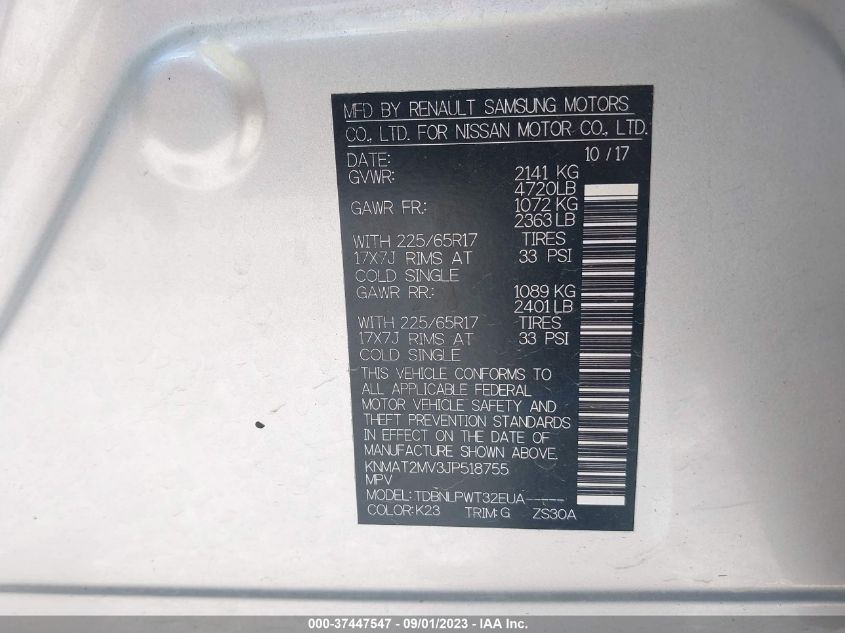 MFD BY RENAULT SAMSUNG MOTORS
CO., LTD. FOR NISSAN MOTOR CO., LTD.
DATE: 10/17
GVWR: 2141 KG
4720LB
GAWR FR.: 1072 KG
2363 LB
WITH 225/65R17 TIRES
17X7J RIMS AT 33 PSI
COLD SINGLE
GAWR RR.: 1089 KG
2401 LB
WITH 225/65R17 TIRES
17X7J RIMS AT 33 PSI
COLD SINGLE
THIS VEHICLE CONFORMS TO
ALL APPLICABLE FEDERAL
MOTOR VEHICLE SAFETY AND
THEFT PREVENTION STANDARDS
IN EFFECT ON THE DATE OF
MANUFACTURE SHOWN ABOVE.
KNMAT2MV3JP518755
MPV
MODEL: TDBNLPWT32EUA-----
COLOR:K23 TRIM:G ZS30A
000-37447547 - 09/01/2023 - IAA Inc.